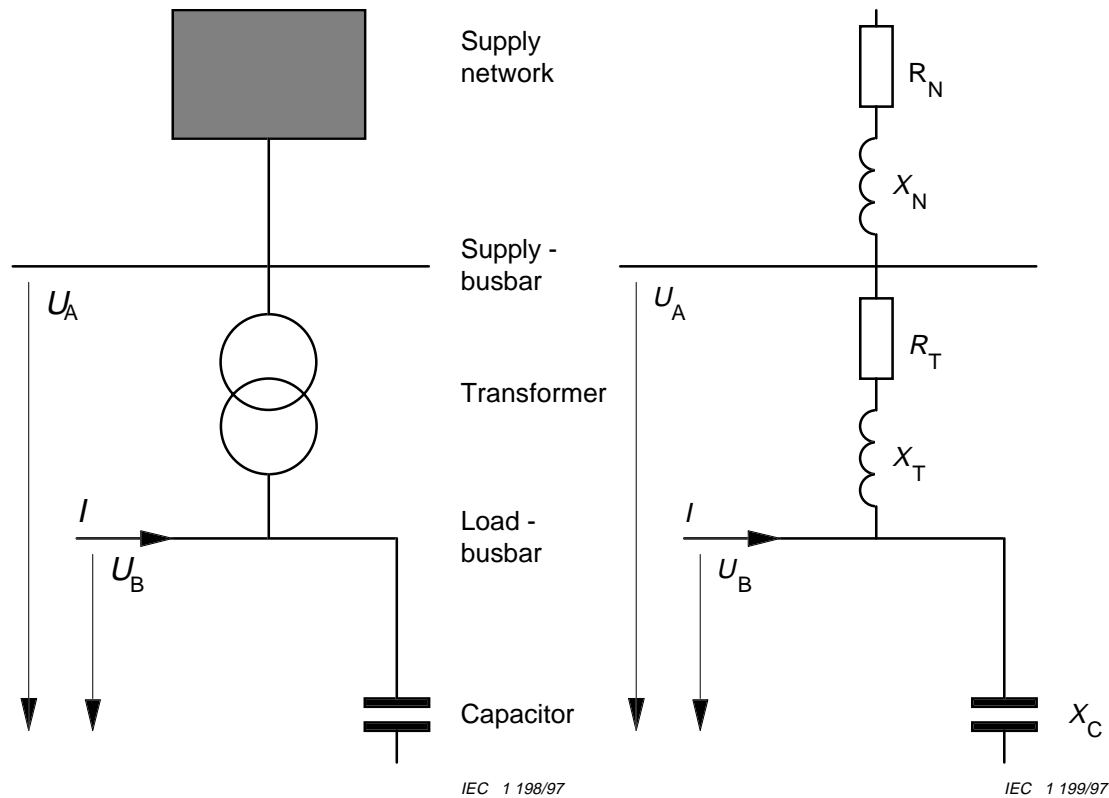 Supply
network
R_N
X_N
Supply -
busbar
U_A
U_A
R_T
Transformer
X_T
I
Load -
busbar
I
U_B
U_B
Capacitor
X_C
IEC 1 198/97
IEC 1 199/97